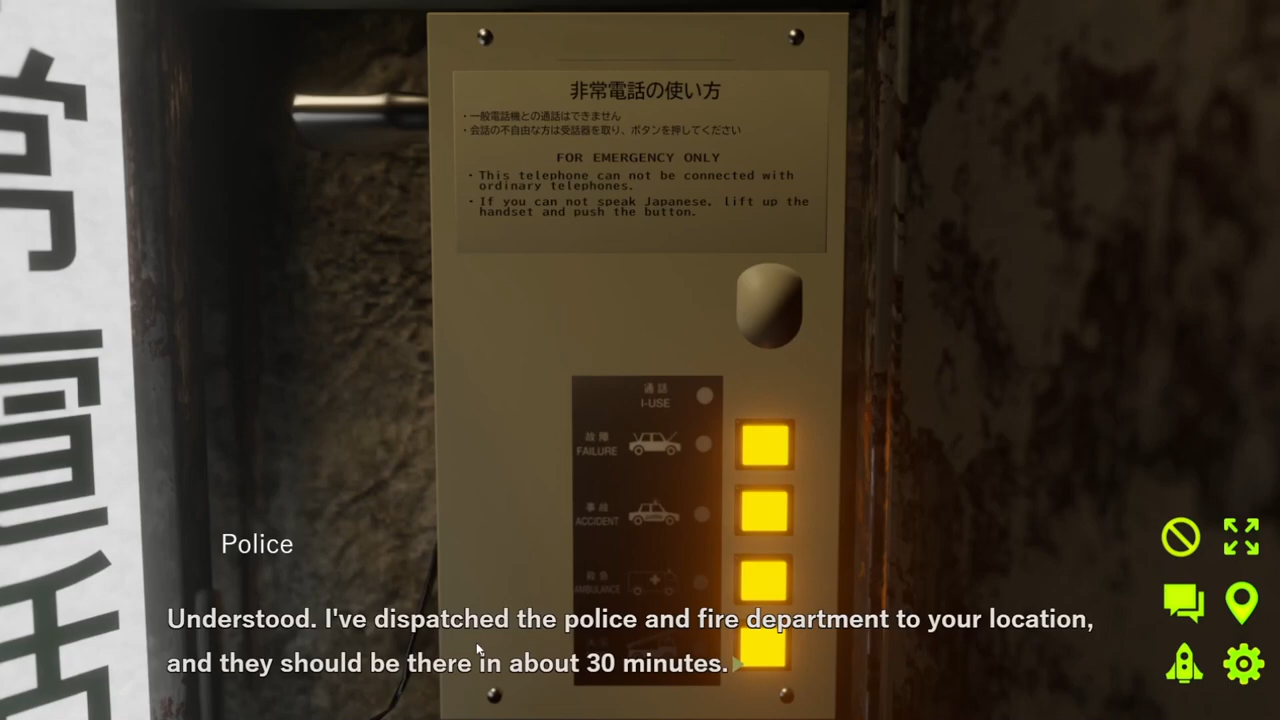 非常電話の使い方
・一般電話機との通話はできません
・会話の不自由な方は受話器を取り、ボタンを押してください
FOR EMERGENCY ONLY
・This telephone can not be connected with
ordinary telephones.
・If you can not speak Japanese, lift up the
handset and push the button.
通話
I-USE
故障
FAILURE
事故
ACCIDENT
救急
AMBULANCE
常電話
Police
Understood. I've dispatched the police and fire department to your location,
and they should be there in about 30 minutes.